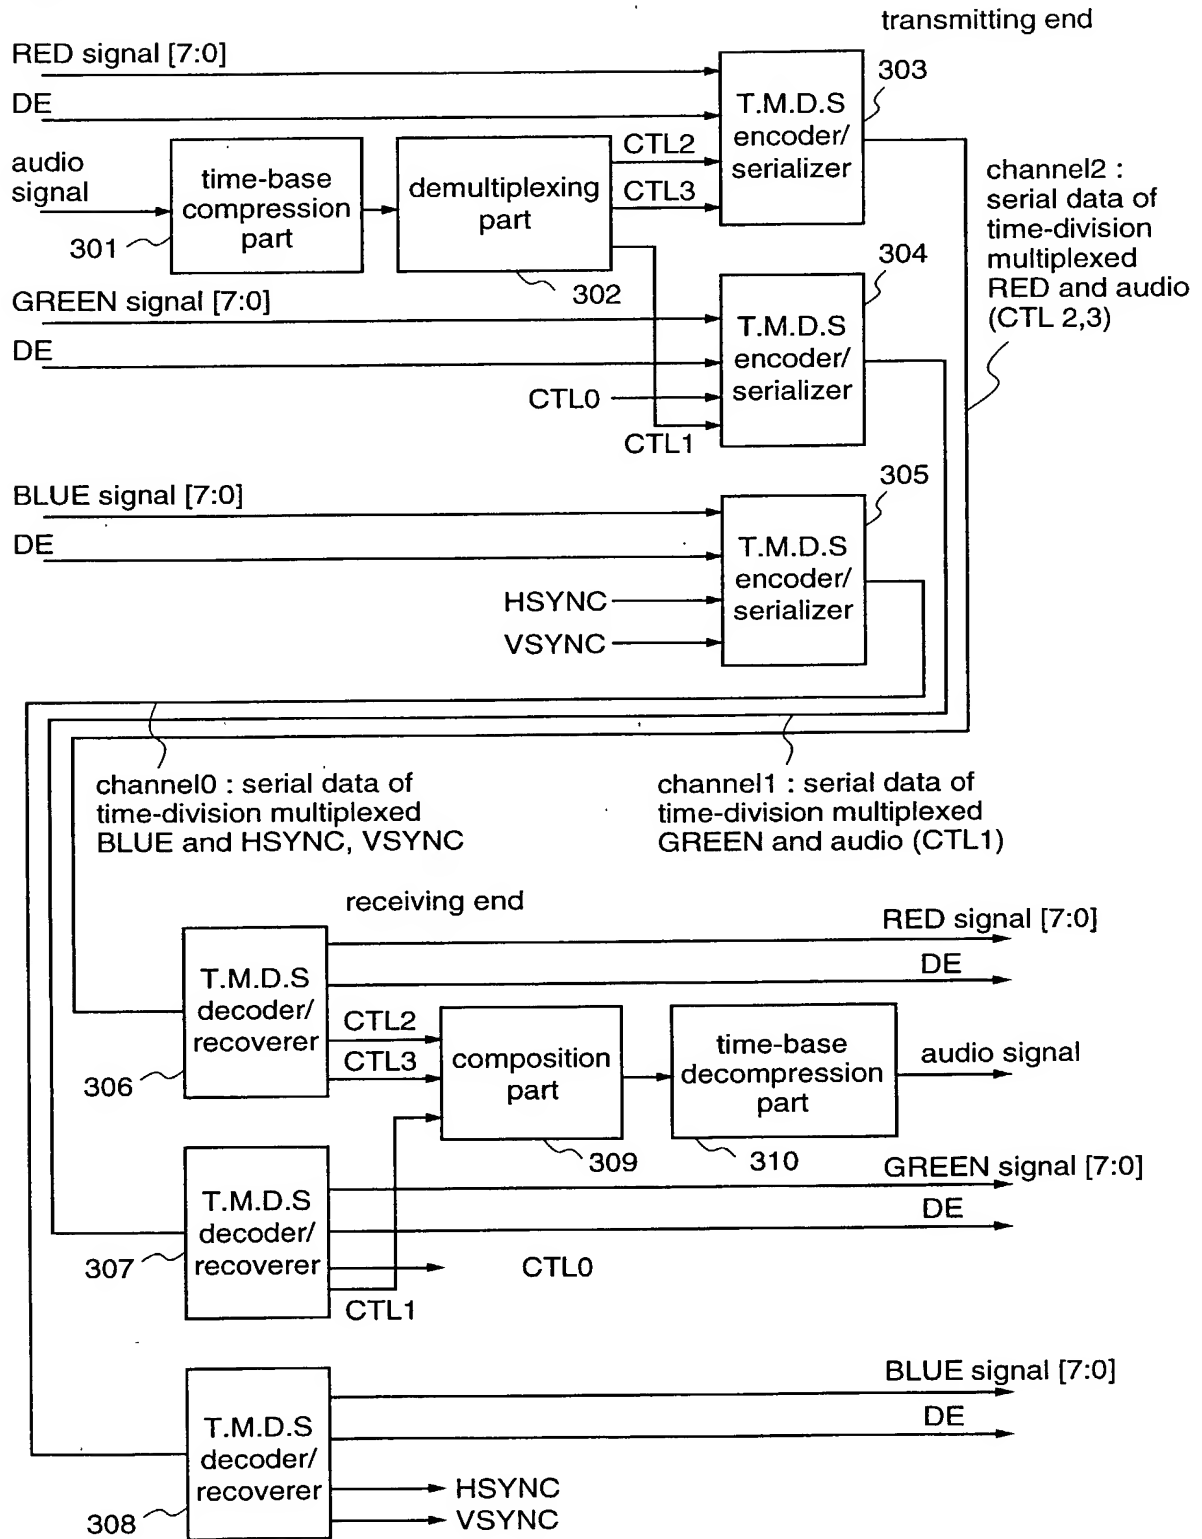 transmitting end
RED signal [7:0]
303
DE
T.M.D.S
encoder/
serializer
CTL2
CTL3
audio
signal
time-base
compression
part
demultiplexing
part
301
302
channel2 :
serial data of
time-division
multiplexed
RED and audio
(CTL 2,3)
304
GREEN signal [7:0]
DE
T.M.D.S
encoder/
serializer
CTL0
CTL1
305
BLUE signal [7:0]
DE
T.M.D.S
encoder/
serializer
HSYNC
VSYNC
channel0 : serial data of
time-division multiplexed
BLUE and HSYNC, VSYNC
channel1 : serial data of
time-division multiplexed
GREEN and audio (CTL1)
receiving end
RED signal [7:0]
DE
T.M.D.S
decoder/
recoverer
CTL2
CTL3
306
composition
part
time-base
decompression
part
audio signal
309
310
GREEN signal [7:0]
DE
T.M.D.S
decoder/
recoverer
307
CTL0
CTL1
BLUE signal [7:0]
DE
T.M.D.S
decoder/
recoverer
HSYNC
VSYNC
308